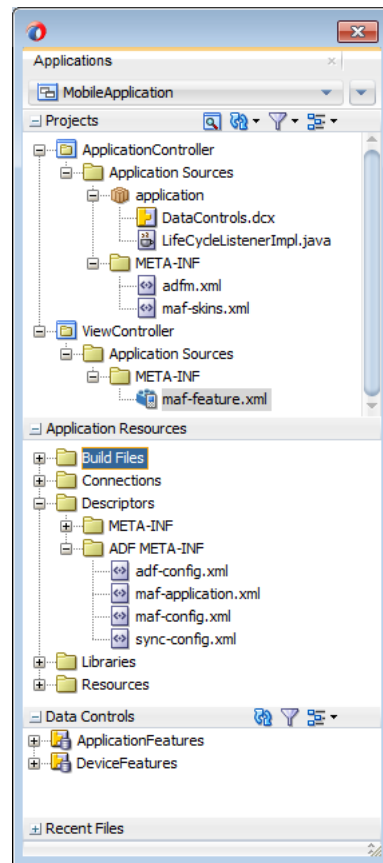 Applications
MobileApplication
Projects
ApplicationController
Application Sources
application
DataControls.dcx
LifeCycleListenerImpl.java
META-INF
adfm.xml
maf-skins.xml
ViewController
Application Sources
META-INF
maf-feature.xml
Application Resources
Build Files
Connections
Descriptors
META-INF
ADF META-INF
adf-config.xml
maf-application.xml
maf-config.xml
sync-config.xml
Libraries
Resources
Data Controls
ApplicationFeatures
DeviceFeatures
Recent Files